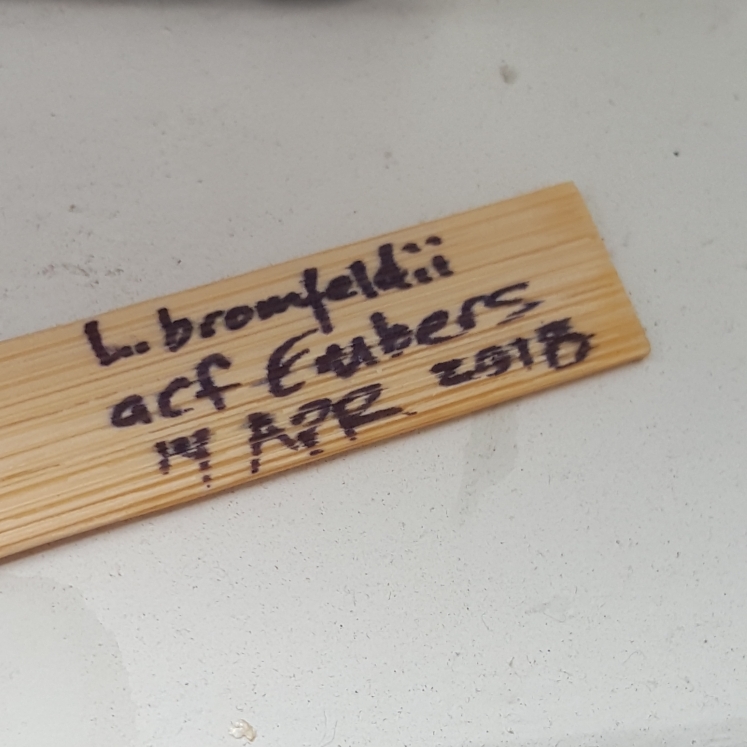 L. bromfeldii
acf Embers
14 APR 2018